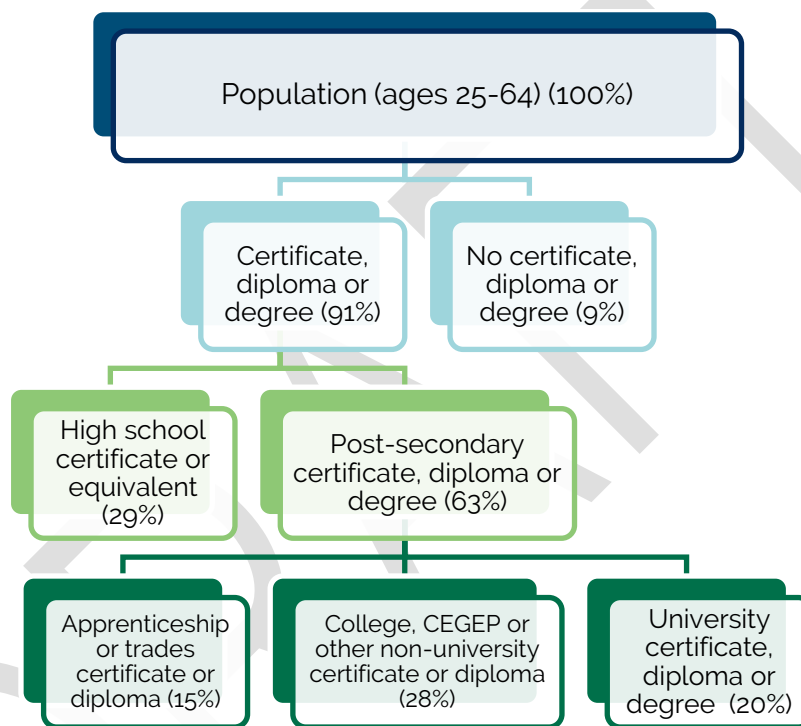 Population (ages 25-64) (100%)
Certificate,
diploma or
degree (91%)
No certificate,
diploma or
degree (9%)
High school
certificate or
equivalent
(29%)
Post-secondary
certificate, diploma or
degree (63%)
Apprenticeship
or trades
certificate or
diploma (15%)
College, CEGEP or
other non-university
certificate or diploma
(28%)
University
certificate,
diploma or
degree (20%)